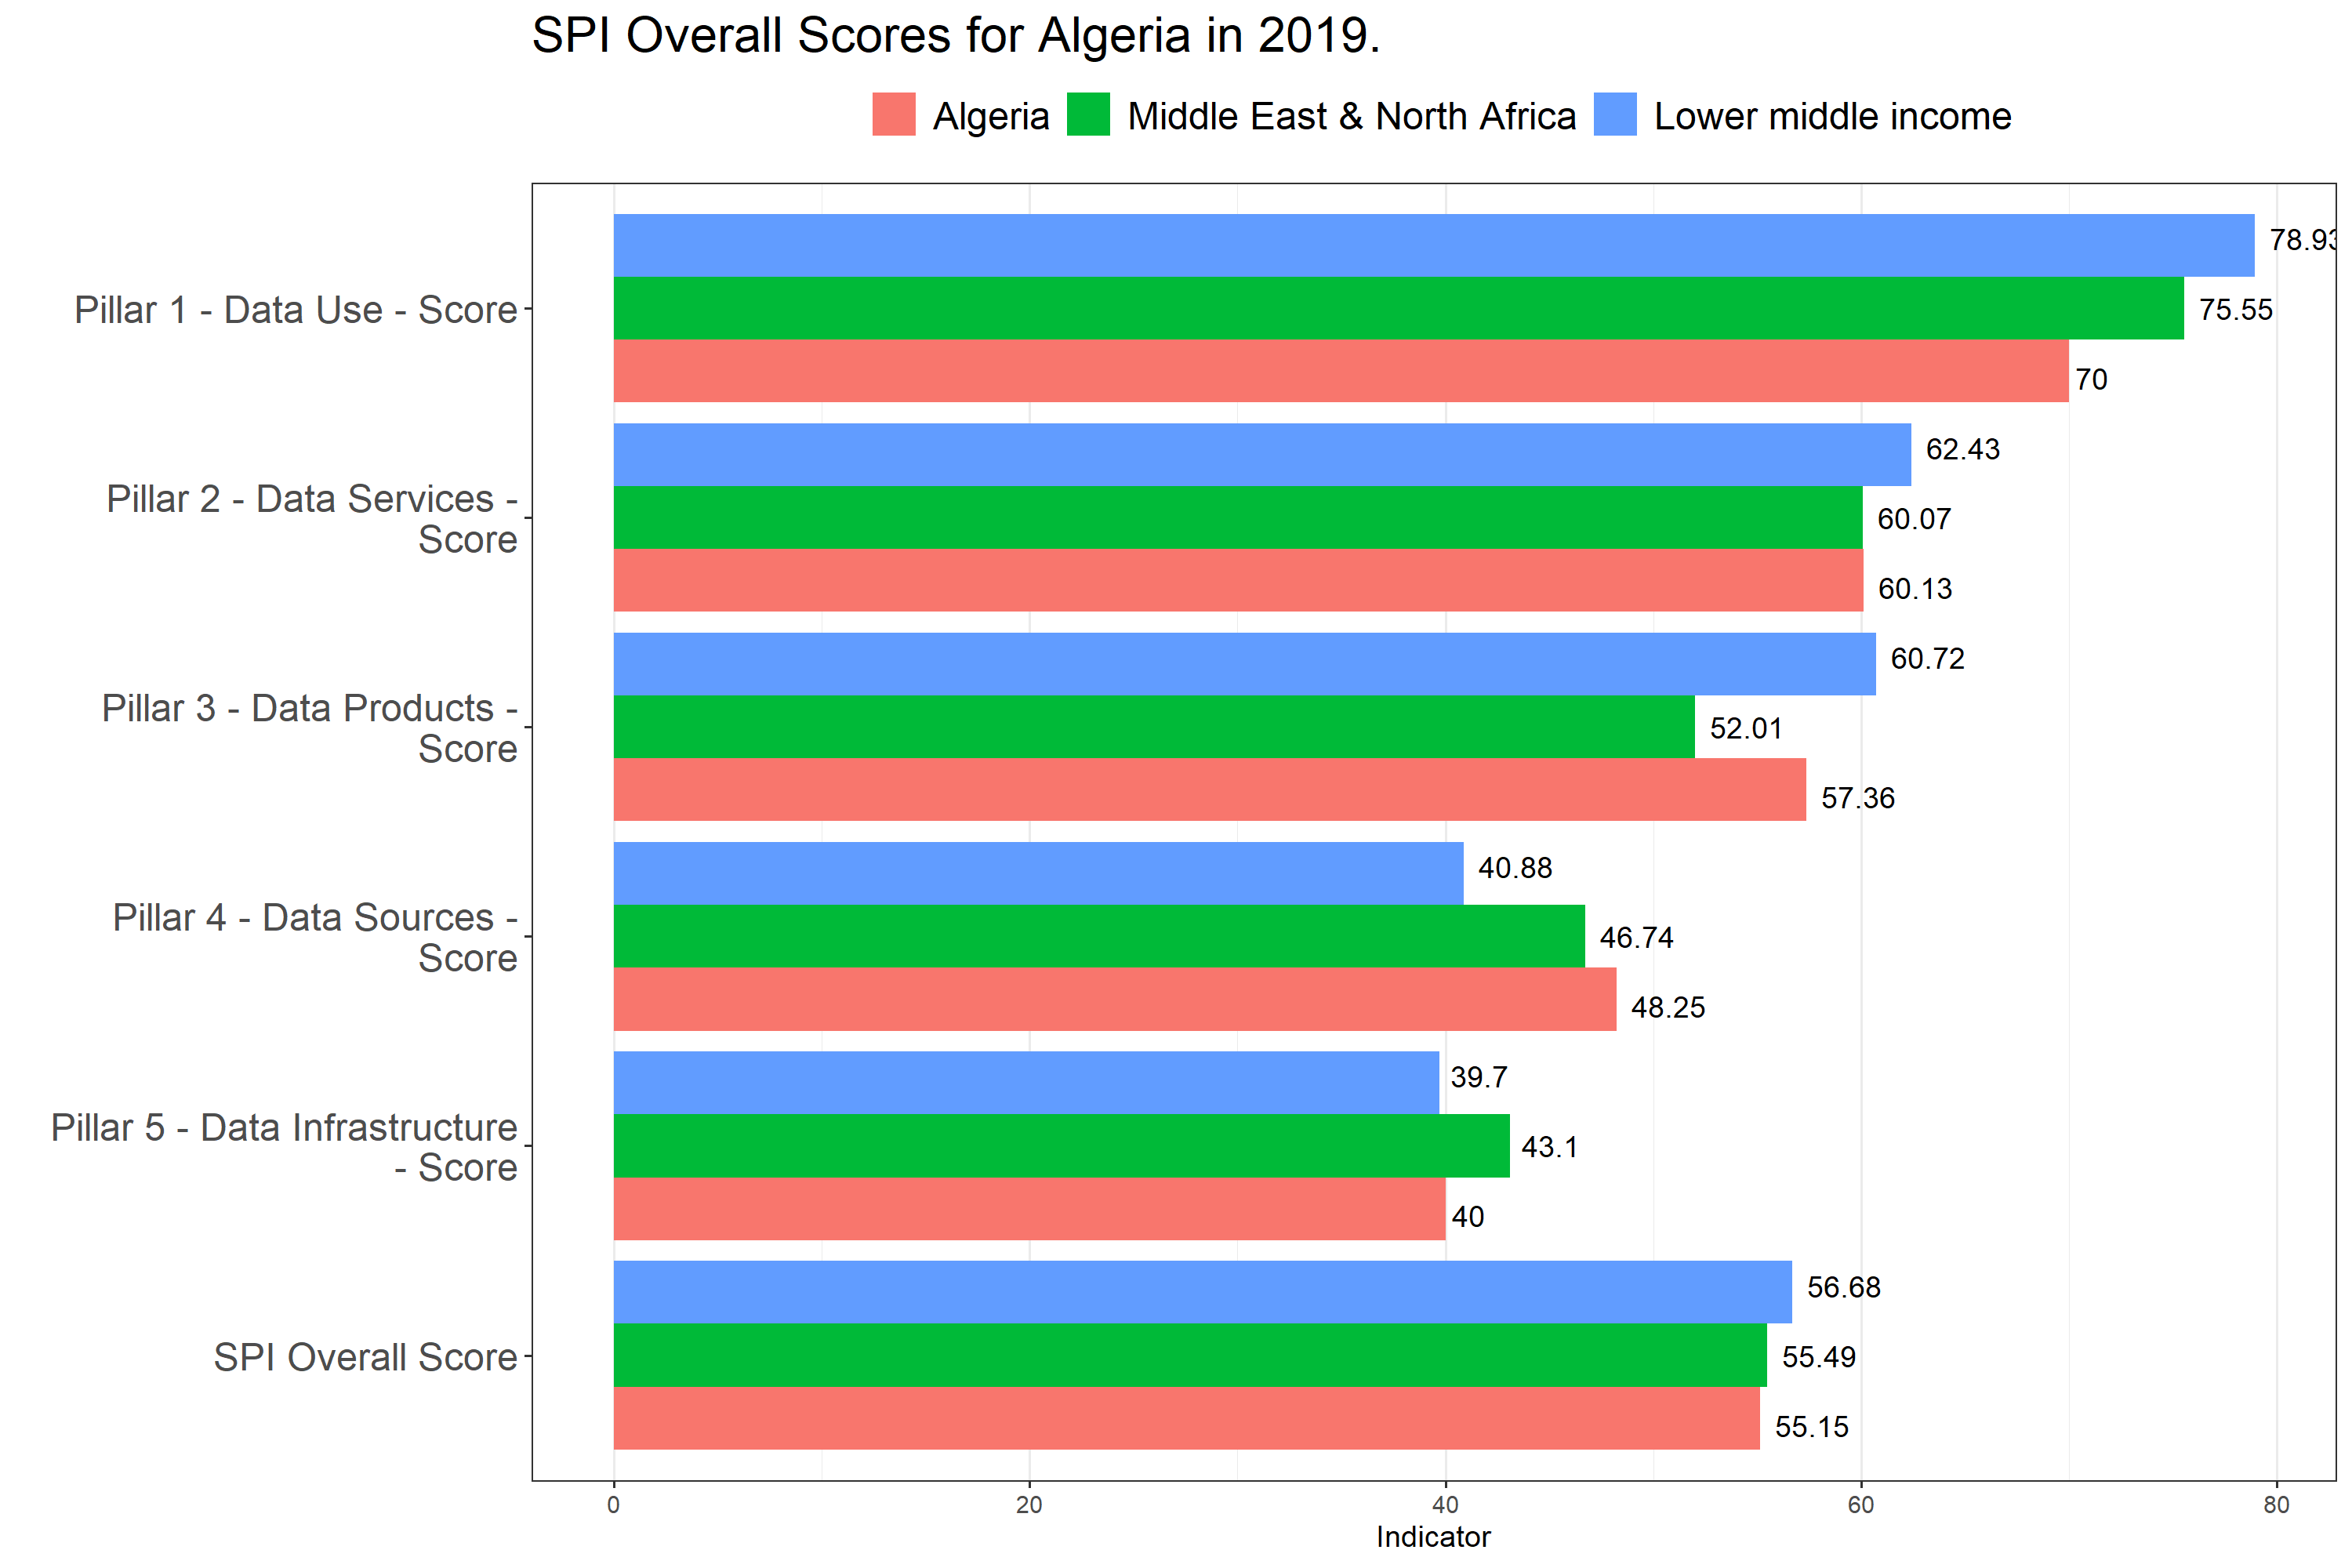 SPI Overall Scores for Algeria in 2019.
Algeria Middle East & North Africa Lower middle income
Pillar 1 - Data Use - Score
78.93
75.55
70
Pillar 2 - Data Services -
Score
62.43
60.07
60.13
Pillar 3 - Data Products -
Score
60.72
52.01
57.36
Pillar 4 - Data Sources -
Score
40.88
46.74
48.25
Pillar 5 - Data Infrastructure
- Score
39.7
43.1
40
SPI Overall Score
56.68
55.49
55.15
0 20 40 60 80
Indicator